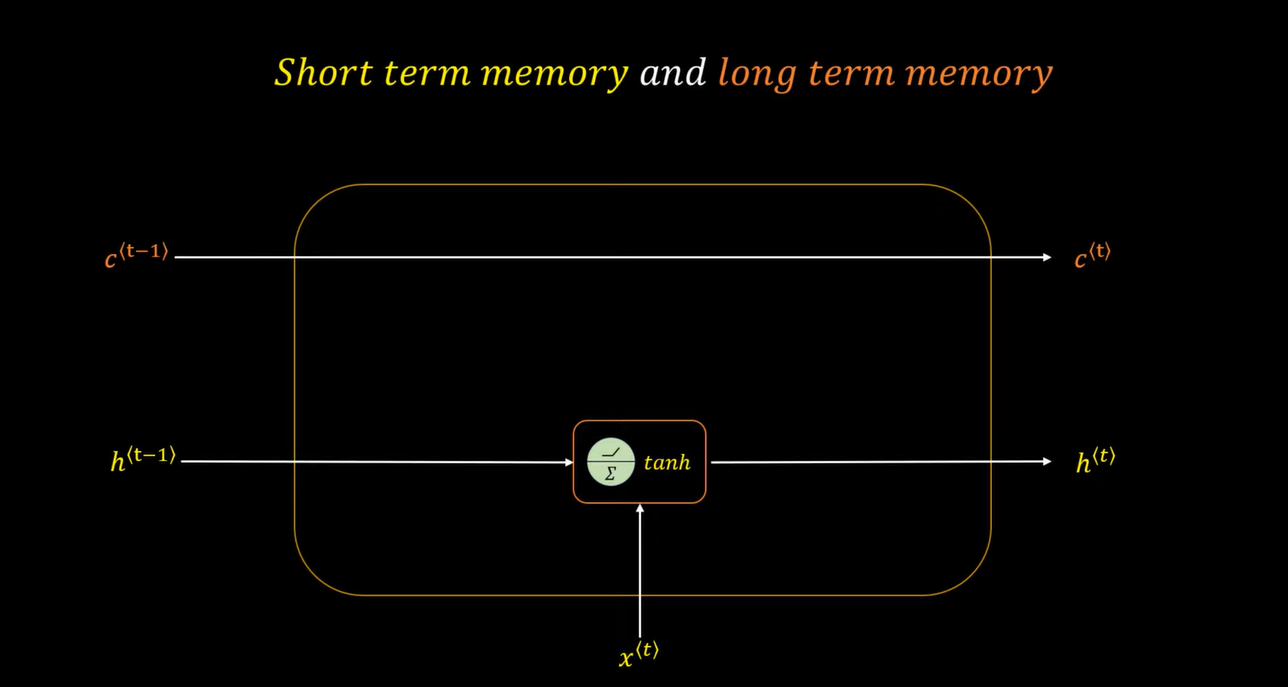 Short term memory and long term memory
c⟨t−1⟩
c⟨t⟩
h⟨t−1⟩
Σ
tanh
h⟨t⟩
x⟨t⟩